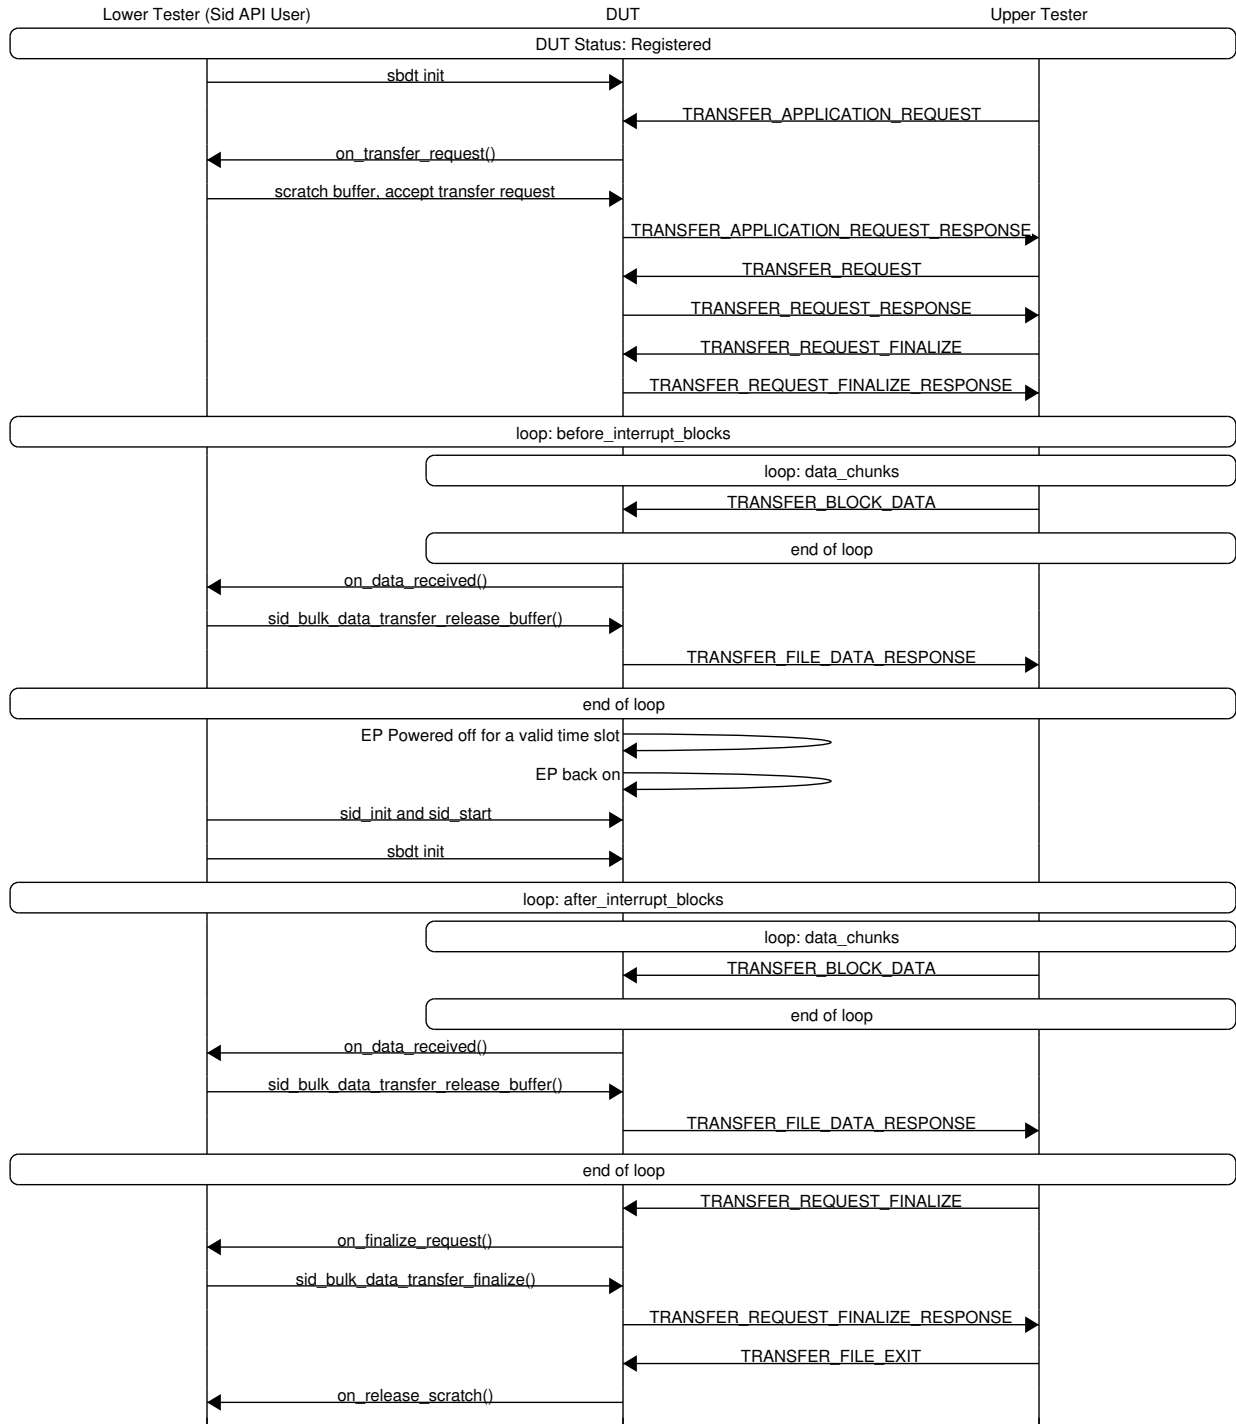 Lower Tester (Sid API User)
DUT
Upper Tester
DUT Status: Registered
sbdt init
TRANSFER_APPLICATION_REQUEST
on_transfer_request()
scratch buffer, accept transfer request
TRANSFER_APPLICATION_REQUEST_RESPONSE
TRANSFER_REQUEST
TRANSFER_REQUEST_RESPONSE
TRANSFER_REQUEST_FINALIZE
TRANSFER_REQUEST_FINALIZE_RESPONSE
loop: before_interrupt_blocks
loop: data_chunks
TRANSFER_BLOCK_DATA
end of loop
on_data_received()
sid_bulk_data_transfer_release_buffer()
TRANSFER_FILE_DATA_RESPONSE
end of loop
EP Powered off for a valid time slot
EP back on
sid_init and sid_start
sbdt init
loop: after_interrupt_blocks
loop: data_chunks
TRANSFER_BLOCK_DATA
end of loop
on_data_received()
sid_bulk_data_transfer_release_buffer()
TRANSFER_FILE_DATA_RESPONSE
end of loop
TRANSFER_REQUEST_FINALIZE
on_finalize_request()
sid_bulk_data_transfer_finalize()
TRANSFER_REQUEST_FINALIZE_RESPONSE
TRANSFER_FILE_EXIT
on_release_scratch()